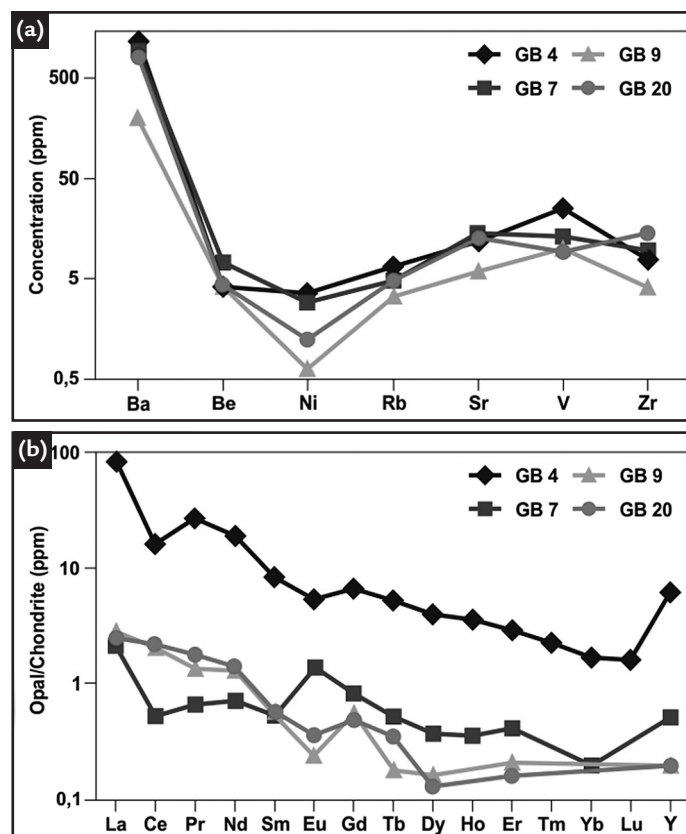 (a)
GB 4 GB 9
GB 7 GB 20
Concentration (ppm)
500
50
5
0,5
Ba Be Ni Rb Sr V Zr
(b)
GB 4 GB 9
GB 7 GB 20
Opal/Chondrite (ppm)
100
10
1
0,1
La Ce Pr Nd Sm Eu Gd Tb Dy Ho Er Tm Yb Lu Y